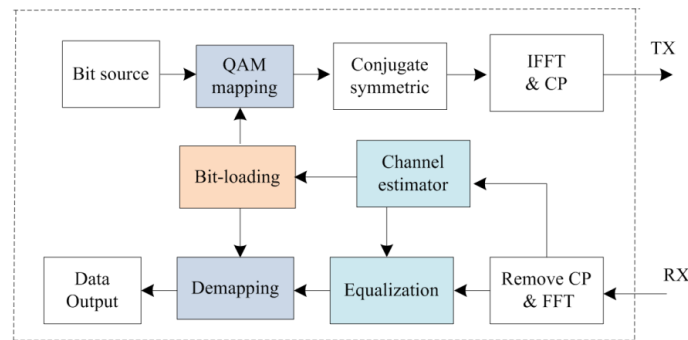 Bit source
QAM
mapping
Conjugate
symmetric
IFFT
& CP
TX
Bit-loading
Channel
estimator
Data
Output
Demapping
Equalization
Remove CP
& FFT
RX